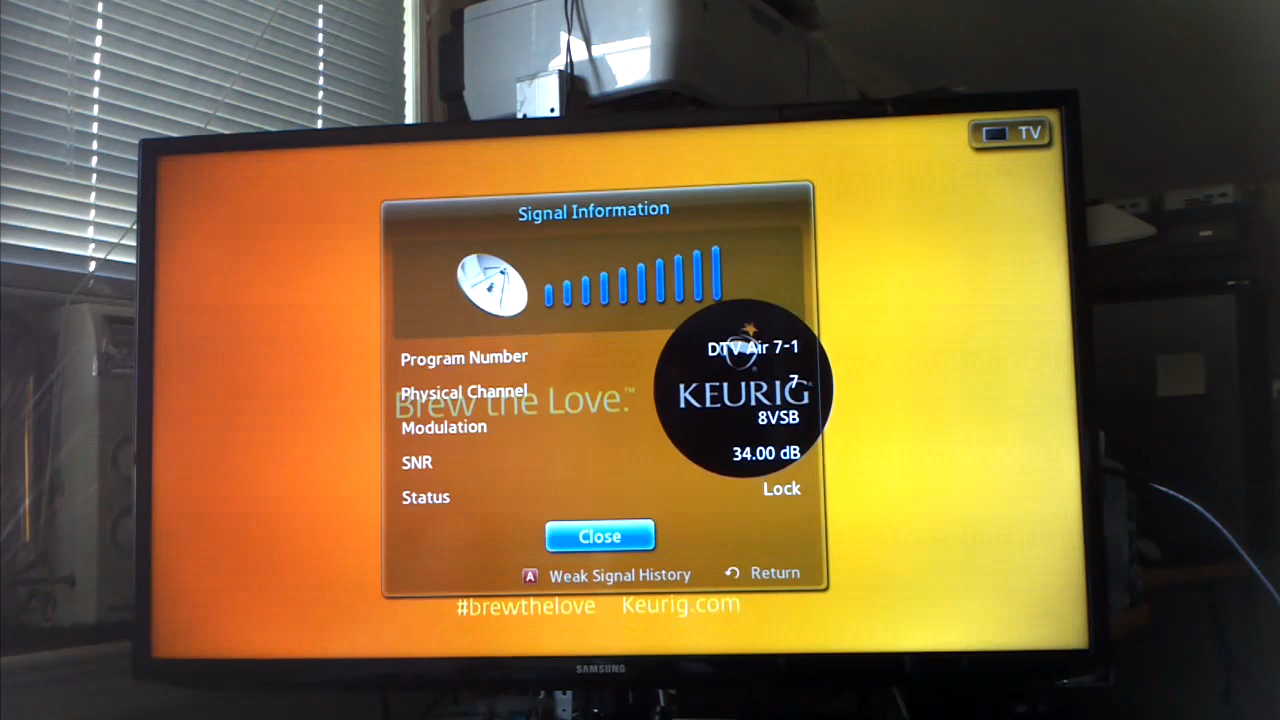 TV
Signal Information
Program Number DTV Air 7-1
Physical Channel 7
Brew the Love.™ KEURIG®
Modulation 8VSB
SNR 34.00 dB
Status Lock
Close
A Weak Signal History Return
#brewthelove Keurig.com
SAMSUNG